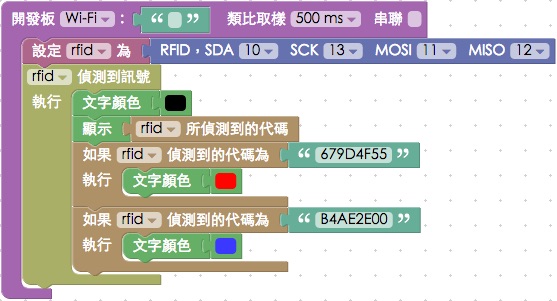 開發板 Wi-Fi : “ ” 類比取樣 500 ms 串聯
設定 rfid 為 RFID，SDA 10 SCK 13 MOSI 11 MISO 12
rfid 偵測到訊號
執行 文字顏色
顯示 rfid 所偵測到的代碼
如果 rfid 偵測到的代碼為 “ 679D4F55 ”
執行 文字顏色
如果 rfid 偵測到的代碼為 “ B4AE2E00 ”
執行 文字顏色